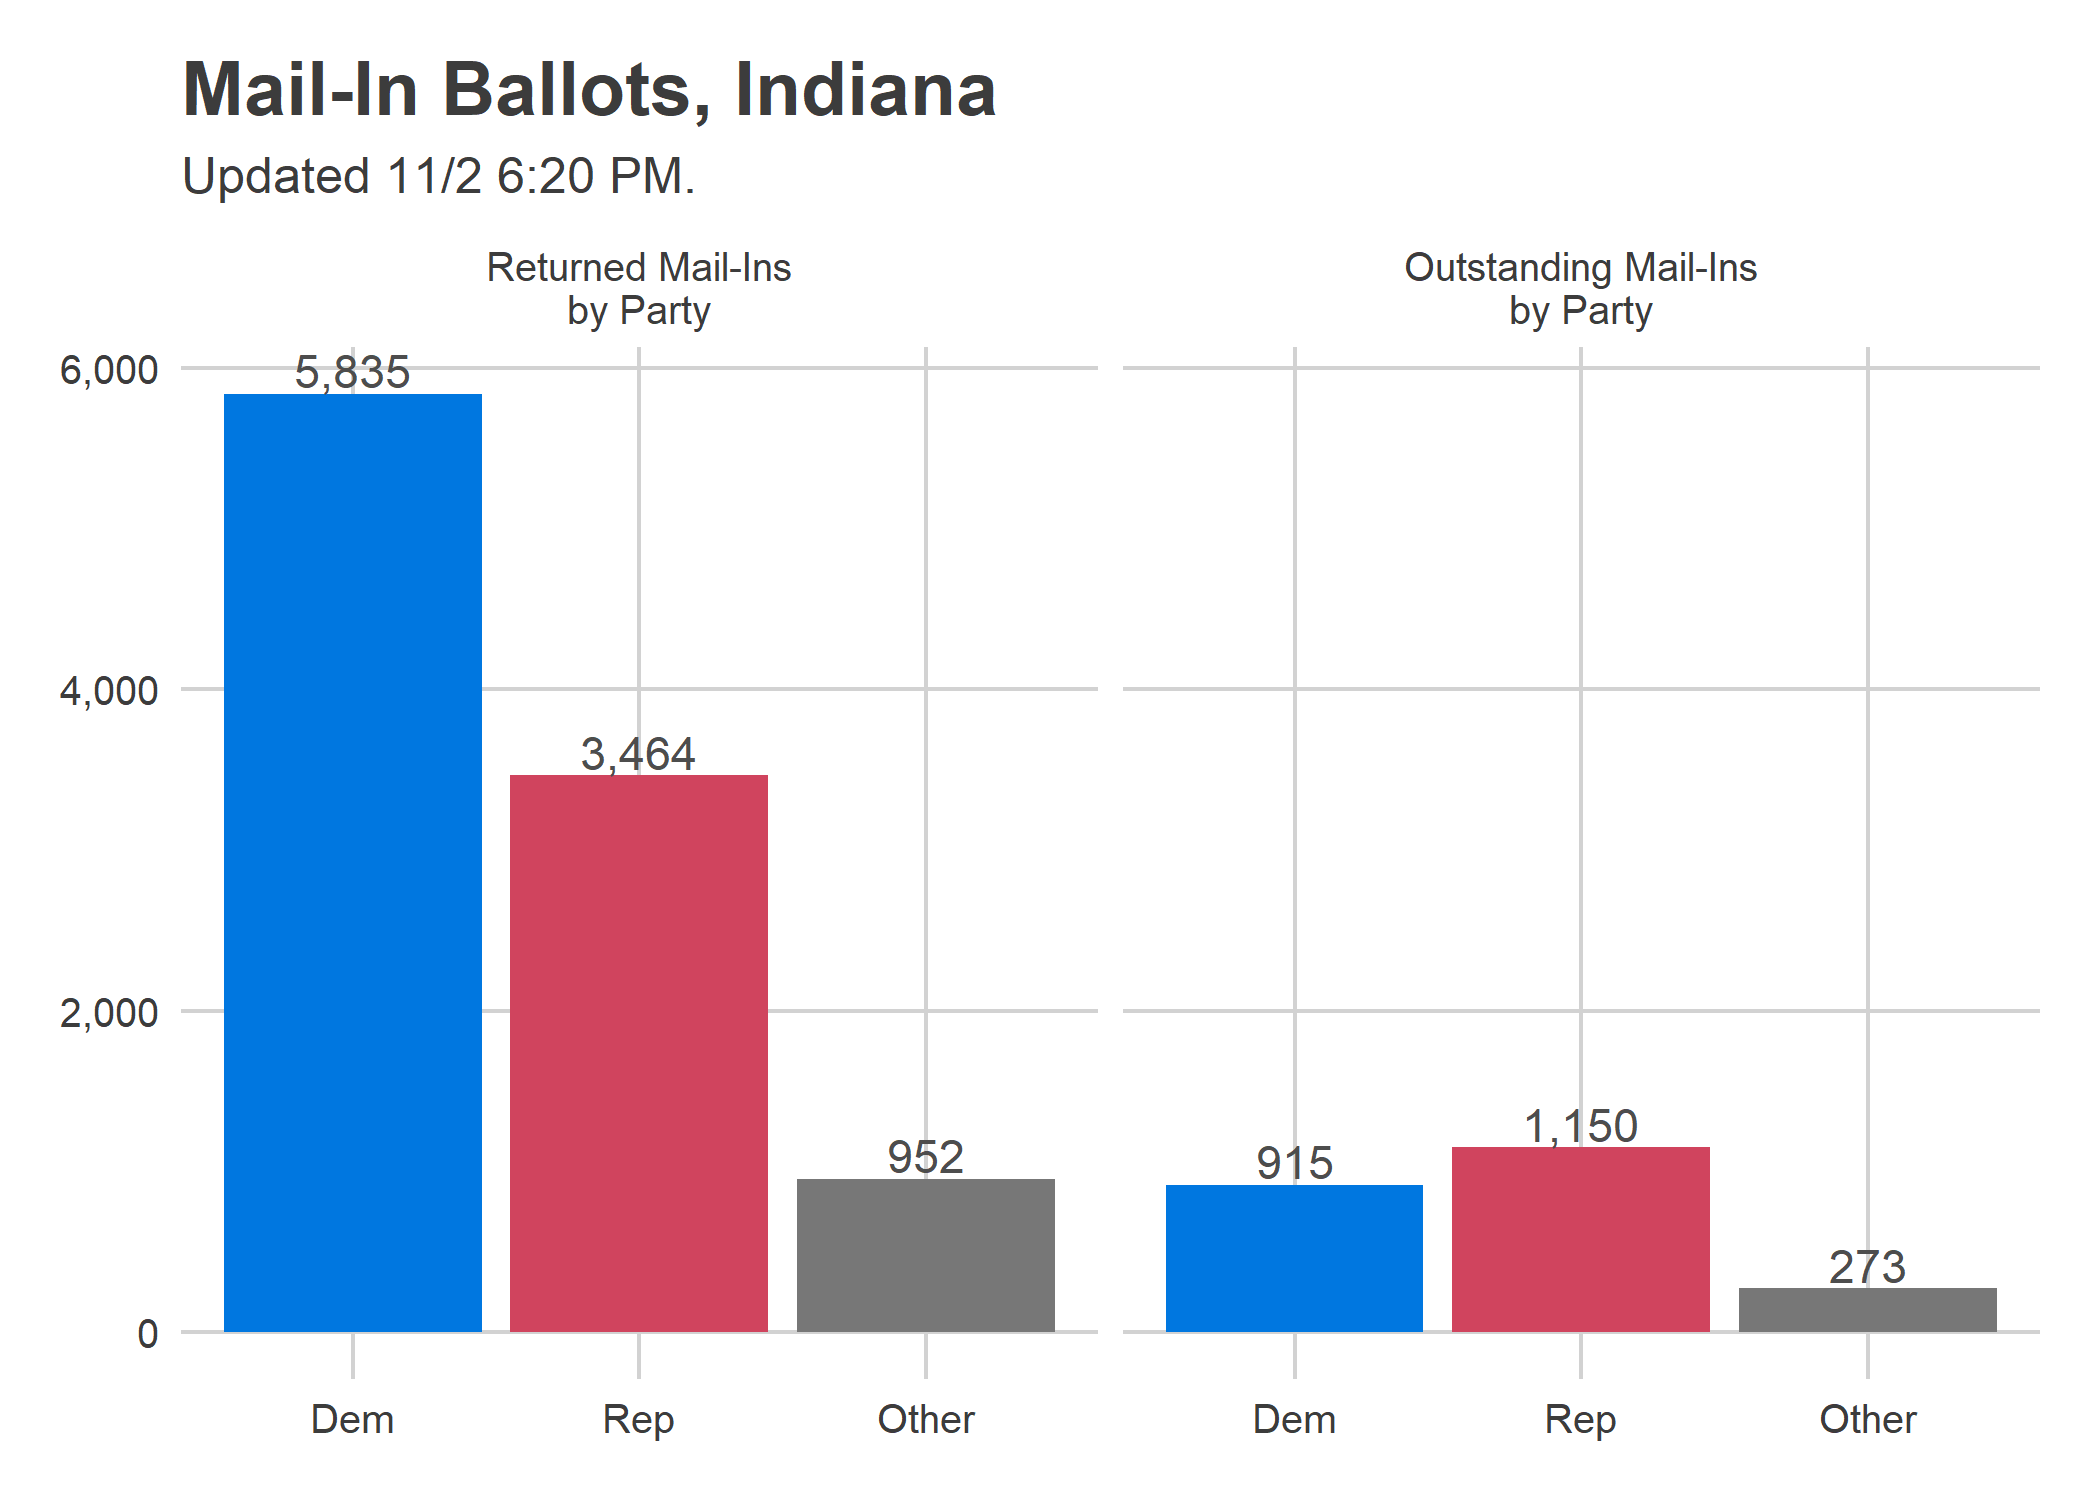 Mail-In Ballots, Indiana
Updated 11/2 6:20 PM.
Returned Mail-Ins
by Party
Outstanding Mail-Ins
by Party
6,000
4,000
2,000
0
5,835
3,464
952
915
1,150
273
Dem
Rep
Other
Dem
Rep
Other